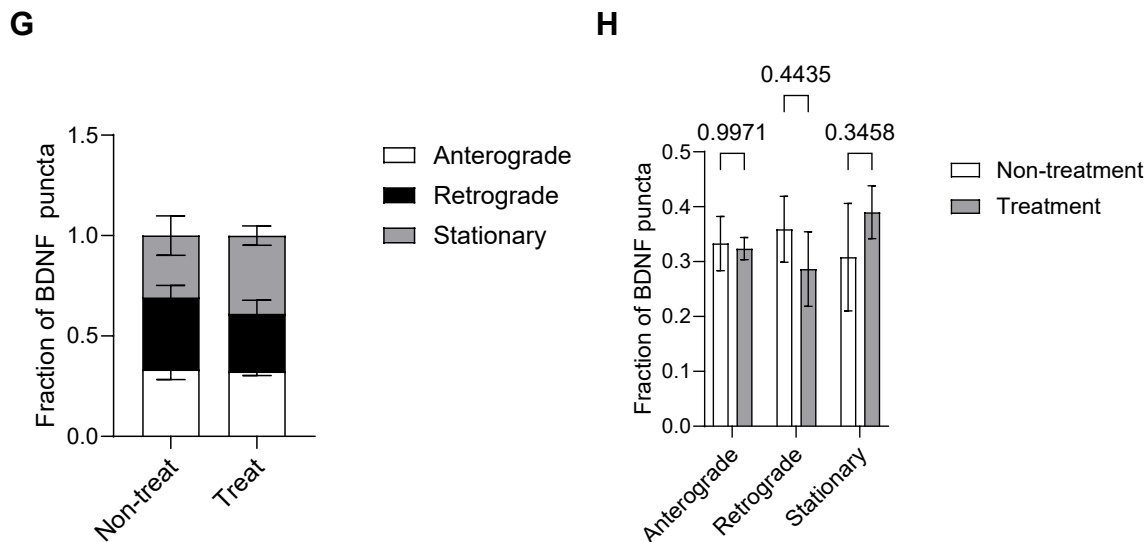 G
1.5
1.0
0.5
0.0
Fraction of BDNF puncta
Non-treat
Treat
Anterograde
Retrograde
Stationary
H
0.4435
0.9971
0.3458
0.5
0.4
0.3
0.2
0.1
0.0
Fraction of BDNF puncta
Anterograde
Retrograde
Stationary
Non-treatment
Treatment